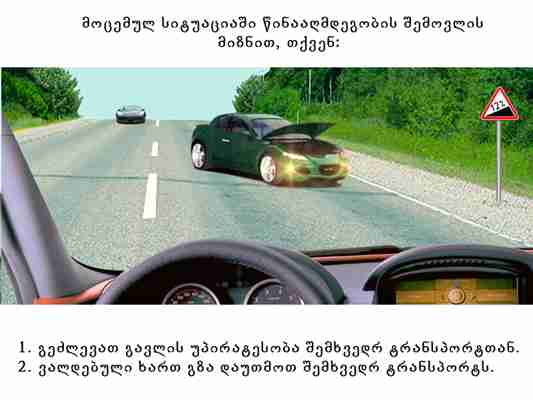 მოცემულ სიტუაციაში წინააღმდეგობის შემოვლის
მიზნით, თქვენ:
12%
1. გეძლევათ გავლის უპირატესობა შემხვედრ ტრანსპორტთან.
2. ვალდებული ხართ გზა დაუთმოთ შემხვედრ ტრანსპორტს.